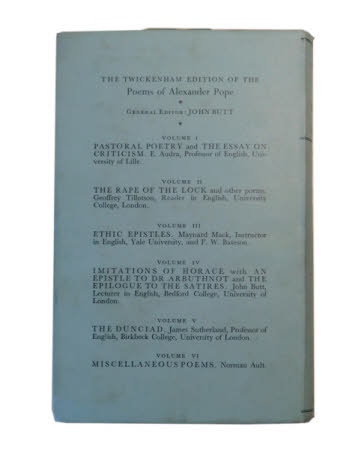 THE TWICKENHAM EDITION OF THE
Poems of Alexander Pope
*
GENERAL EDITOR: JOHN BUTT
*
VOLUME I
PASTORAL POETRY and THE ESSAY ON
CRITICISM. E. Audra, Professor of English, Uni-
versity of Lille.
VOLUME II
THE RAPE OF THE LOCK and other poems.
Geoffrey Tillotson, Reader in English, University
College, London.
VOLUME III
ETHIC EPISTLES. Maynard Mack, Instructor
in English, Yale University, and F. W. Bateson.
VOLUME IV
IMITATIONS OF HORACE with AN
EPISTLE TO DR ARBUTHNOT and THE
EPILOGUE TO THE SATIRES. John Butt,
Lecturer in English, Bedford College, University of
London.
VOLUME V
THE DUNCIAD. James Sutherland, Professor of
English, Birkbeck College, University of London.
VOLUME VI
MISCELLANEOUS POEMS. Norman Ault.